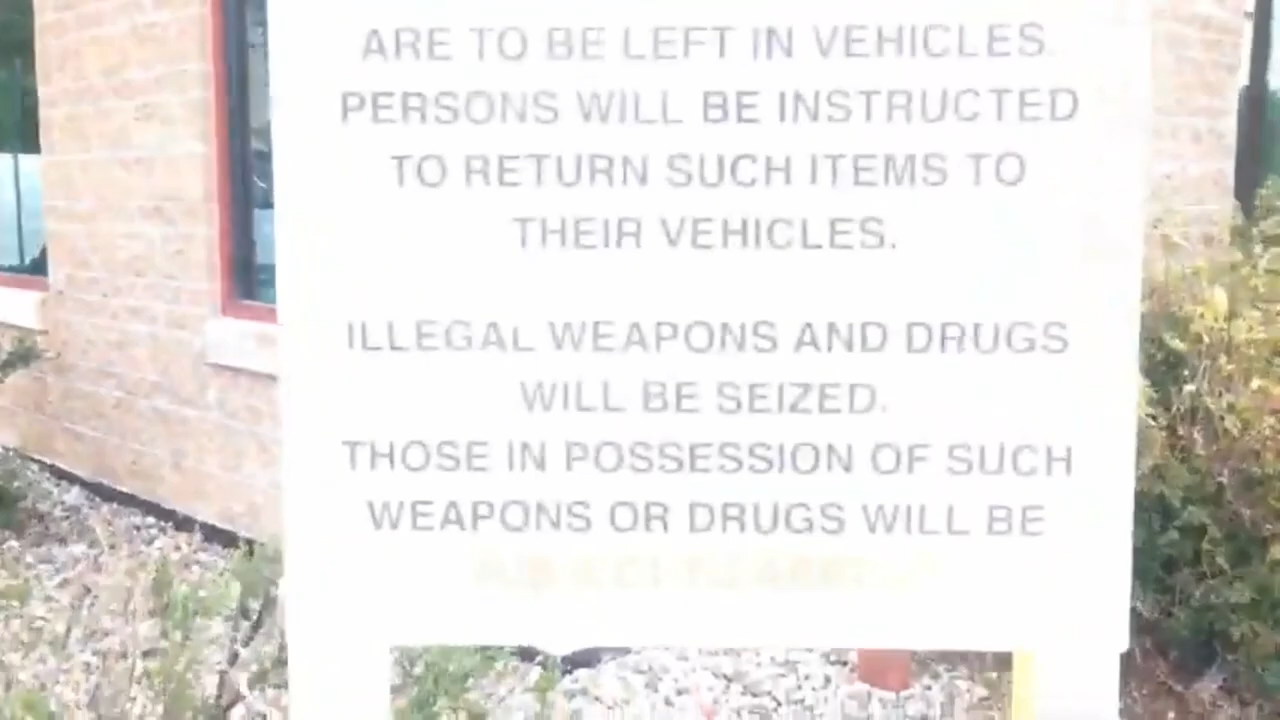 ARE TO BE LEFT IN VEHICLES
PERSONS WILL BE INSTRUCTED
TO RETURN SUCH ITEMS TO
THEIR VEHICLES.
ILLEGAL WEAPONS AND DRUGS
WILL BE SEIZED.
THOSE IN POSSESSION OF SUCH
WEAPONS OR DRUGS WILL BE